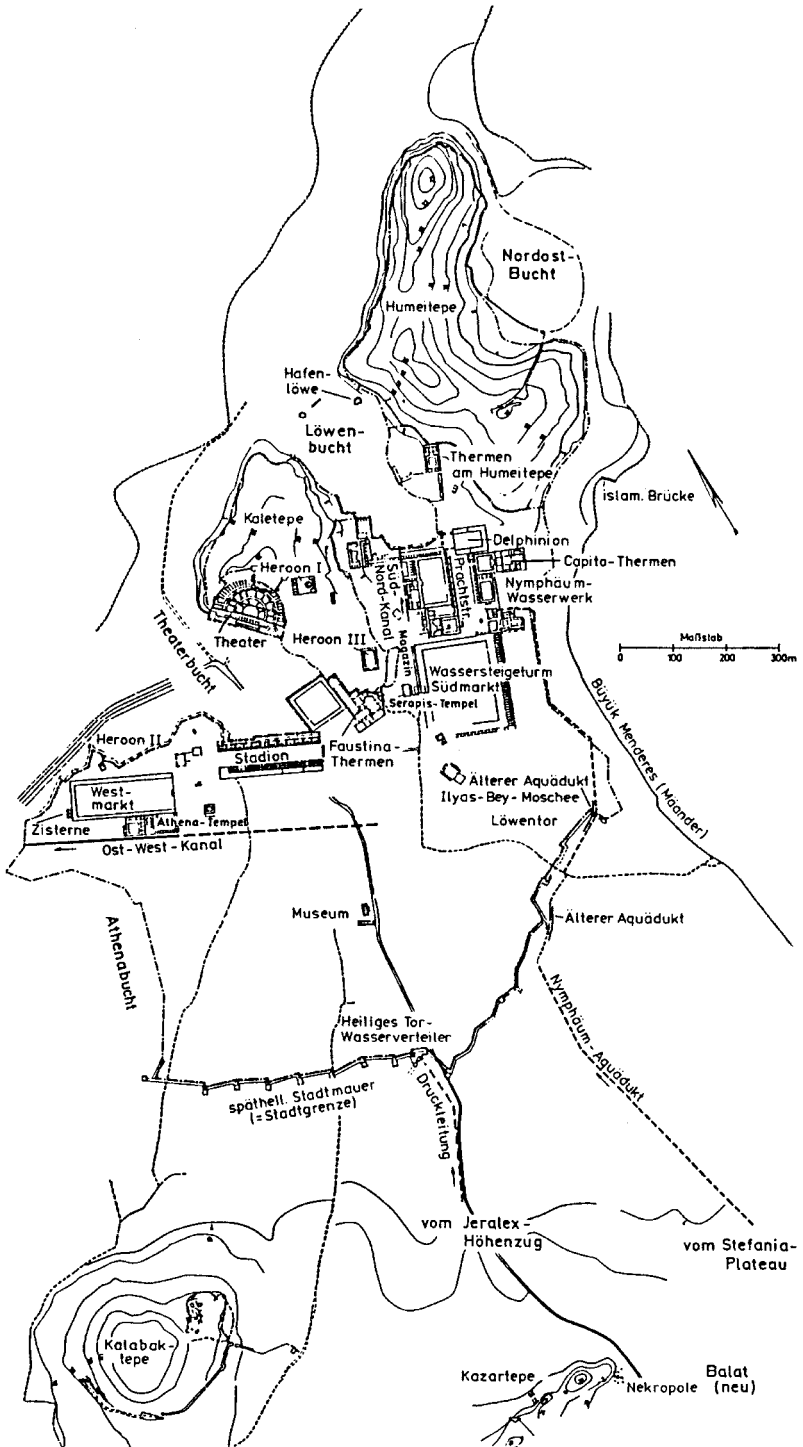 Nordost-
Bucht
Humeitepe
Hafen-
löwe
Löwen-
bucht
Thermen
am Humeitepe
islam. Brücke
Kaletepe
Delphinion
Capita-Thermen
Heroon I
Süd-
Nord-Kanal
Prachtstr.
Nymphäum-
Wasserwerk
Theater
Heroon III
Magazin
Theaterbucht
Maßstab
0 100 200 300m
Wassersteigeturm
Südmarkt
Serapis-Tempel
Büyük Menderes (Mäander)
Heroon II
Stadion
Faustina-
Thermen
West-
markt
Älterer Aquädukt
Ilyas-Bey-Moschee
Löwentor
Zisterne
Athena-Tempel
Ost-West-Kanal
Museum
Älterer Aquädukt
Athenabucht
Nymphäum-Aquädukt
Heiliges Tor-
Wasserverteiler
späthell. Stadtmauer
(=Stadtgrenze)
Druckleitung
vom Jeralex-
Höhenzug
vom Stefania-
Plateau
Kalabak-
tepe
Kazartepe
Nekropole
Balat
(neu)